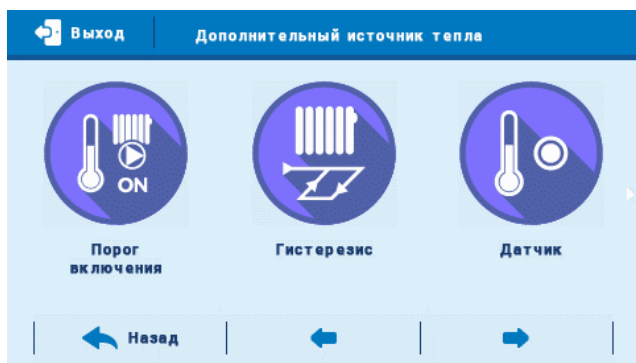 Выход
Дополнительный источник тепла
ON
Порог
включения
Гистерезис
Датчик
Назад